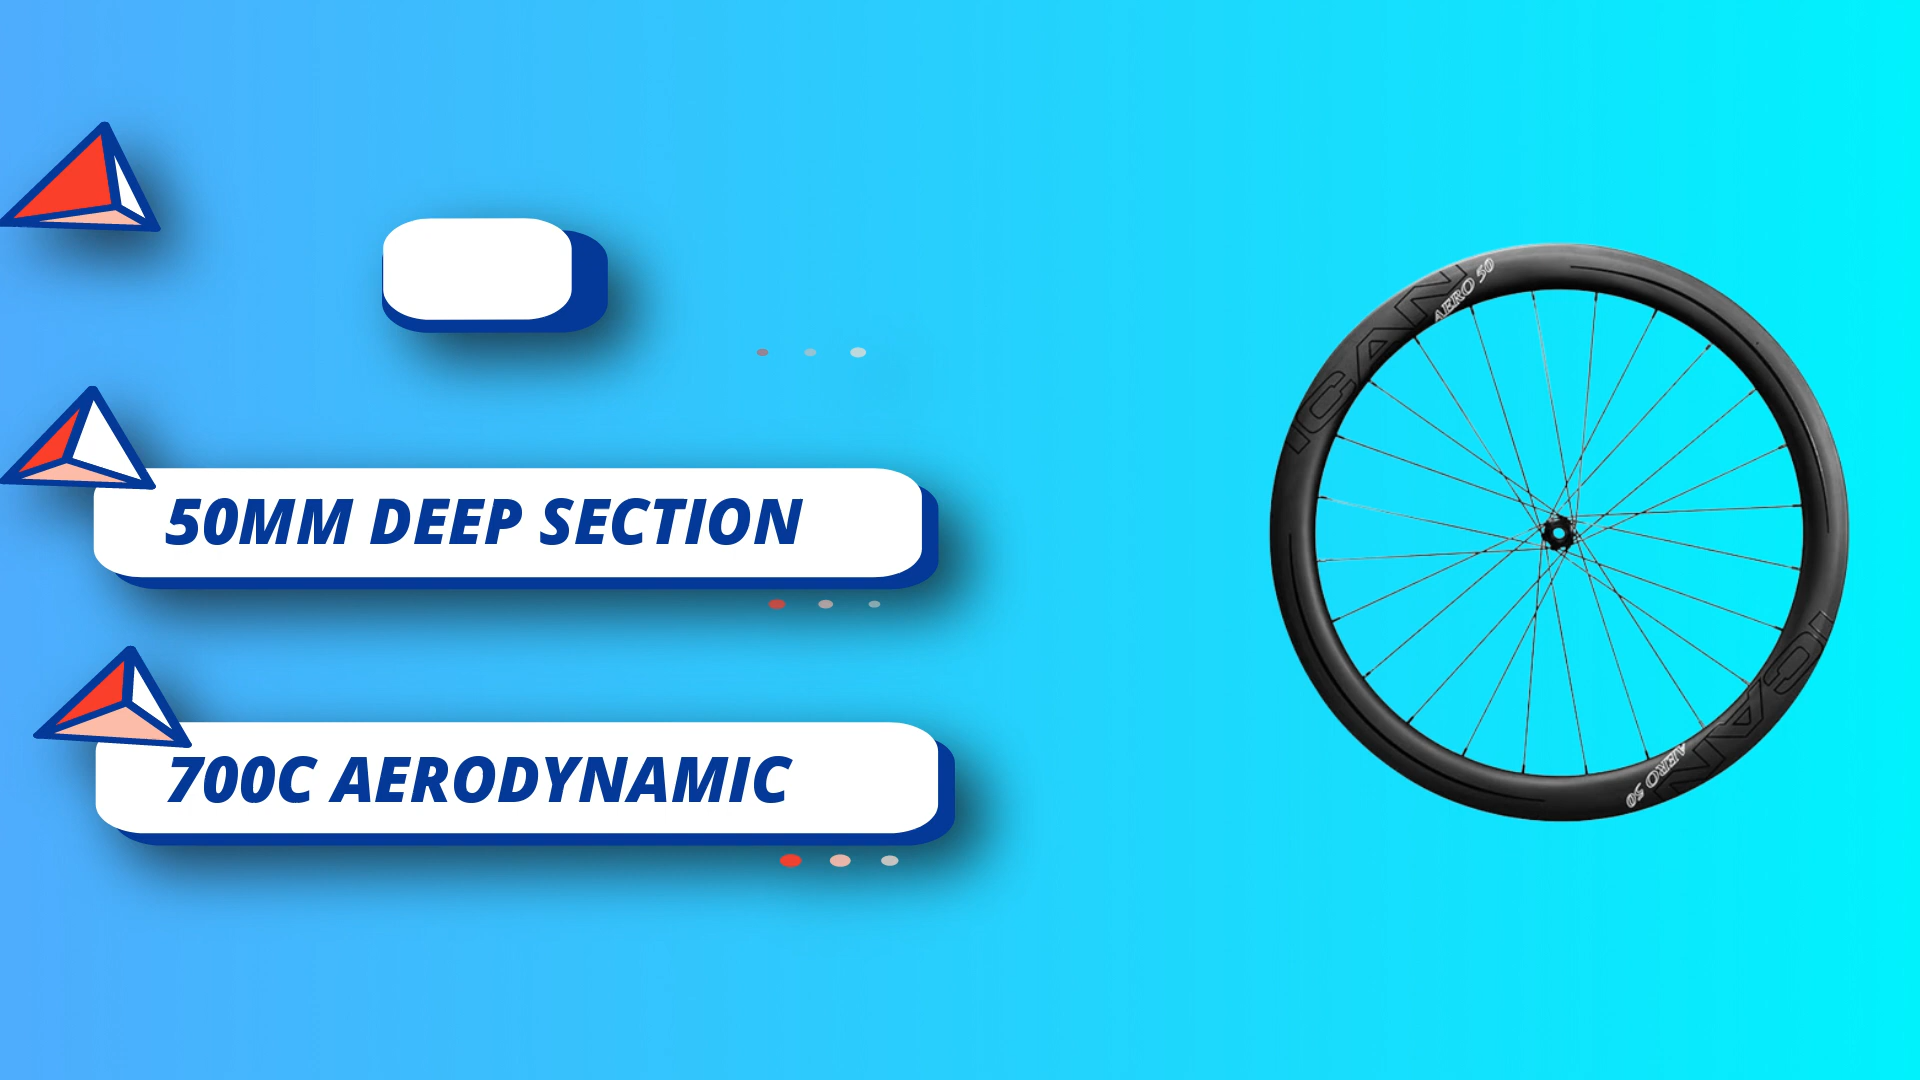 50MM DEEP SECTION
700C AERODYNAMIC
ICAN
AERO 50
ICAN
AERO 50